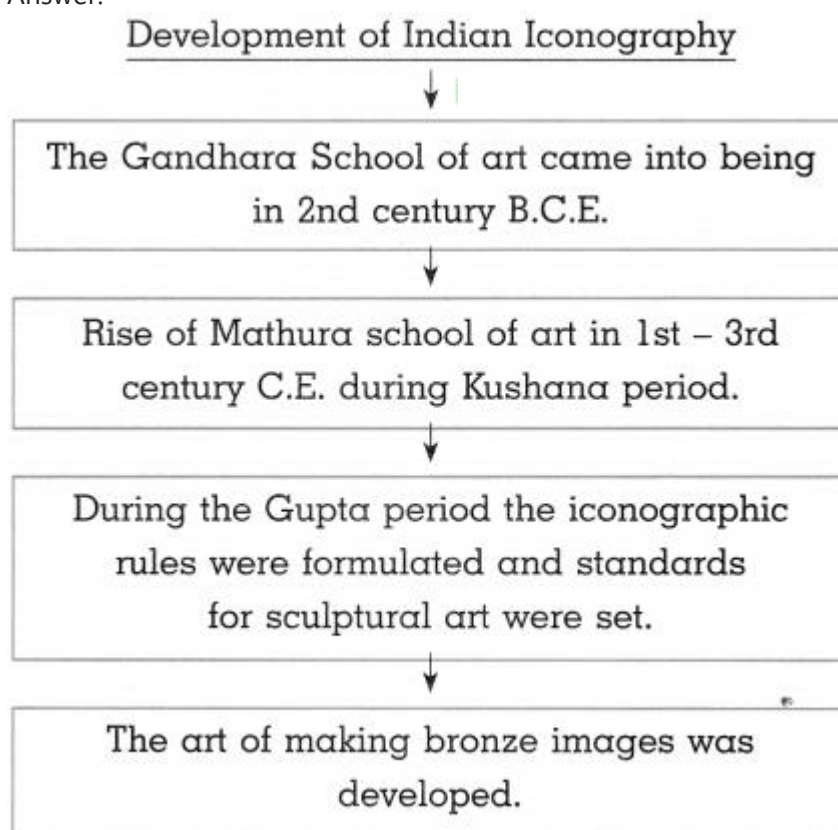 Answer:
Development of Indian Iconography
The Gandhara School of art came into being
in 2nd century B.C.E.
Rise of Mathura school of art in 1st – 3rd
century C.E. during Kushana period.
During the Gupta period the iconographic
rules were formulated and standards
for sculptural art were set.
The art of making bronze images was
developed.